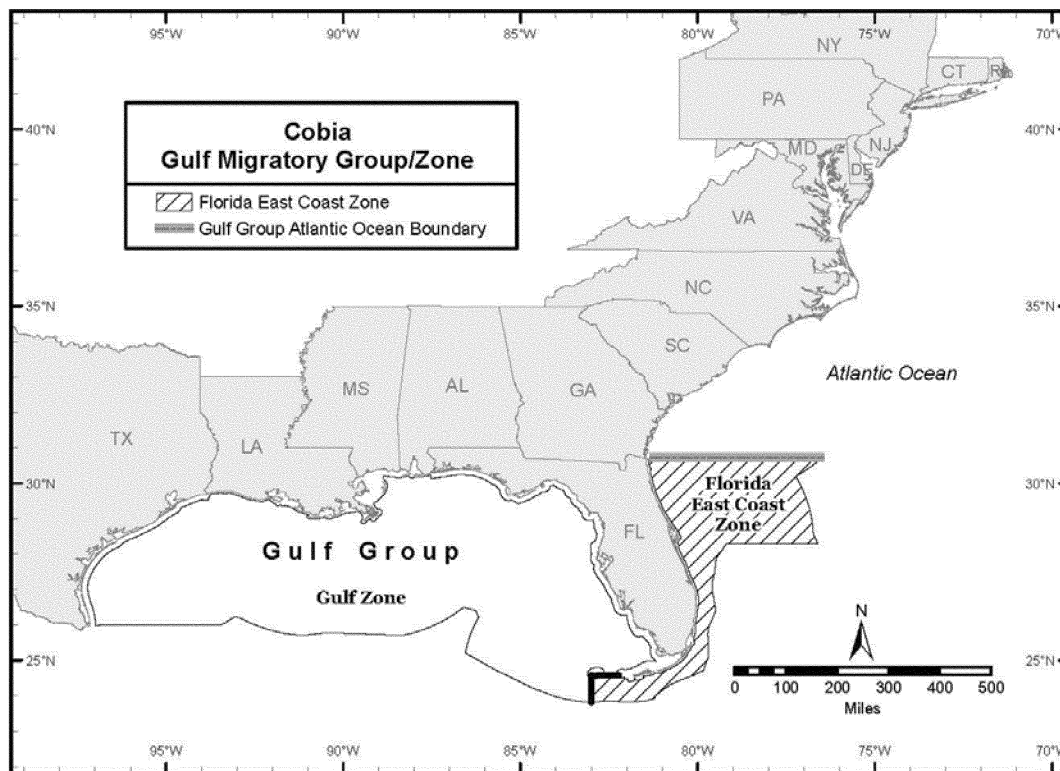 95°W 90°W 85°W 80°W 75°W 70°W
NY
CT
RI
PA
40°N
40°N
Cobia
Gulf Migratory Group/Zone
Florida East Coast Zone
Gulf Group Atlantic Ocean Boundary
NJ
MD
DE
VA
35°N
NC
35°N
SC
Atlantic Ocean
MS
AL
GA
TX
LA
30°N
30°N
Florida
East Coast
Zone
FL
Gulf Group
Gulf Zone
N
25°N
25°N
0 100 200 300 400 500
Miles
95°W 90°W 85°W 80°W 75°W 70°W